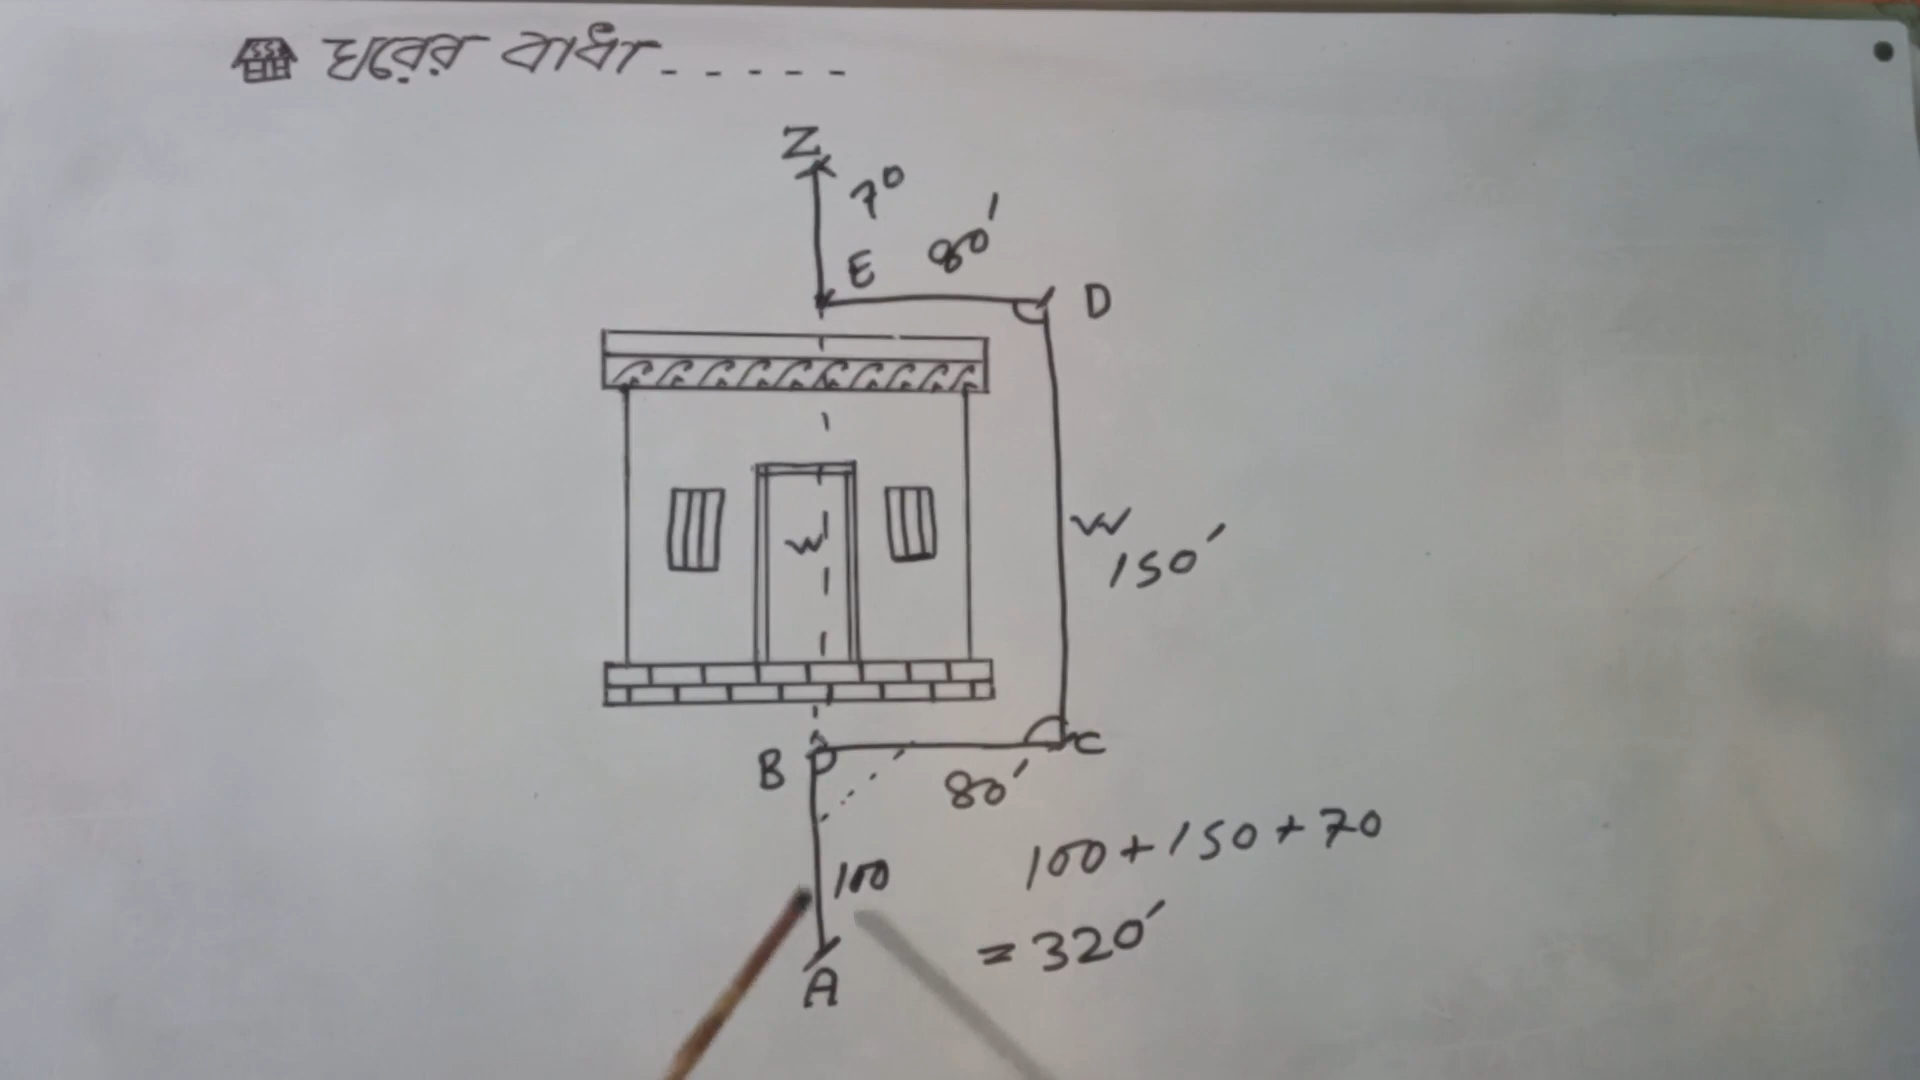 ঘরের বাধা - - - - -
Z
70
E
80'
D
W
W
150'
B
C
80'
100
100+150+70
= 320'
A